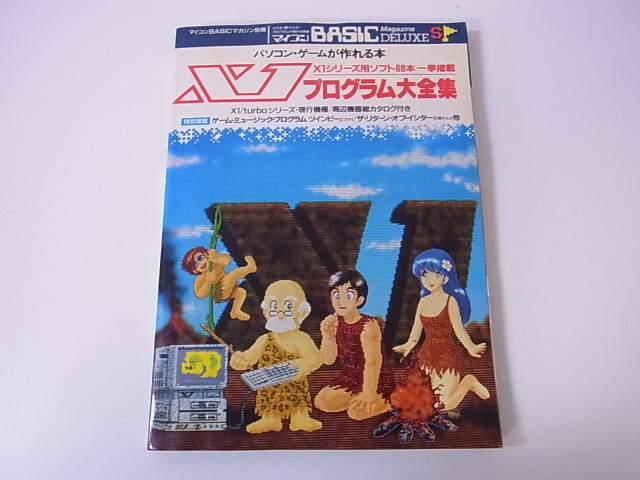 マイコンBASICマガジン別冊
マイコンBASIC Magazine DELUXE S
パソコン・ゲームが作れる本
X1シリーズ用ソフト68本一挙掲載
X1 プログラム大全集
X1/turboシリーズ・現行機種/周辺機器総カタログ付き
特別掲載 ゲーム・ミュージック・プログラム ツインビー ザ・リターン・オブ・イシター 他
X1